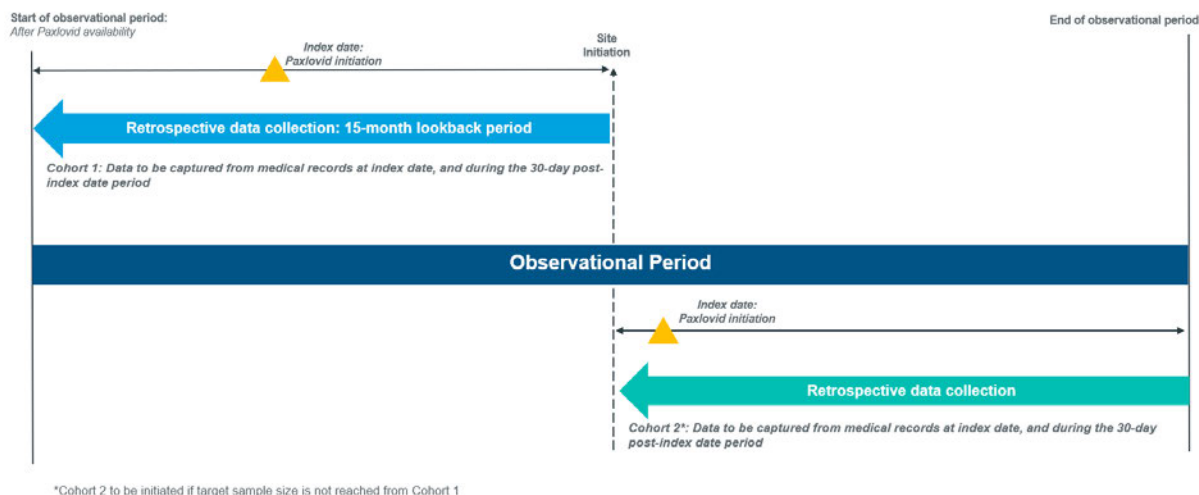 Start of observational period:
After Paxlovid availability
End of observational period
Index date:
Paxlovid initiation
Site
Initiation
Retrospective data collection: 15-month lookback period
Cohort 1: Data to be captured from medical records at index date, and during the 30-day post-
index date period
Observational Period
Index date:
Paxlovid initiation
Retrospective data collection
Cohort 2*: Data to be captured from medical records at index date, and during the 30-day
post-index date period
*Cohort 2 to be initiated if target sample size is not reached from Cohort 1